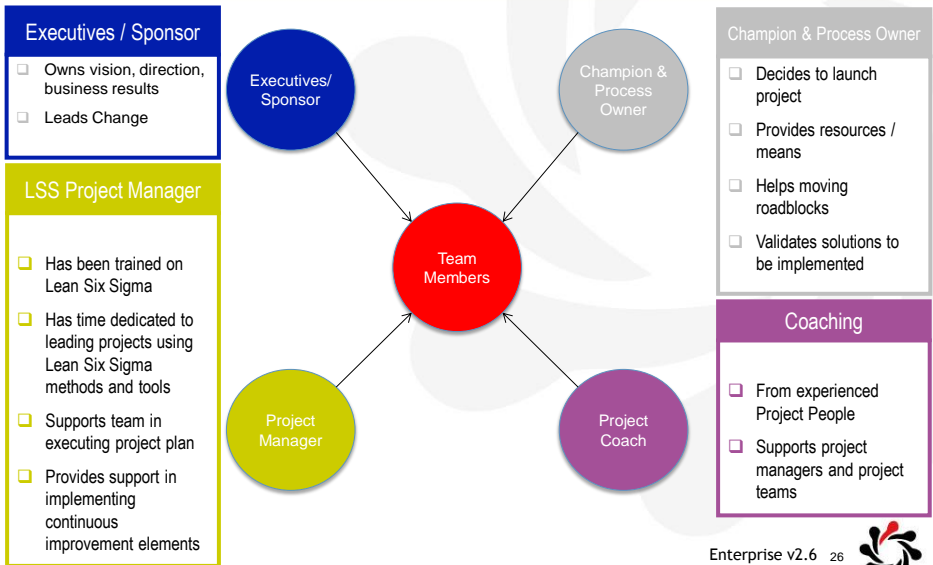 Executives / Sponsor
Owns vision, direction,
business results
Leads Change
LSS Project Manager
Has been trained on
Lean Six Sigma
Has time dedicated to
leading projects using
Lean Six Sigma
methods and tools
Supports team in
executing project plan
Provides support in
implementing
continuous
improvement elements
Executives/
Sponsor
Champion &
Process
Owner
Team
Members
Project
Manager
Project
Coach
Champion & Process Owner
Decides to launch
project
Provides resources /
means
Helps moving
roadblocks
Validates solutions to
be implemented
Coaching
From experienced
Project People
Supports project
managers and project
teams
Enterprise v2.6 26